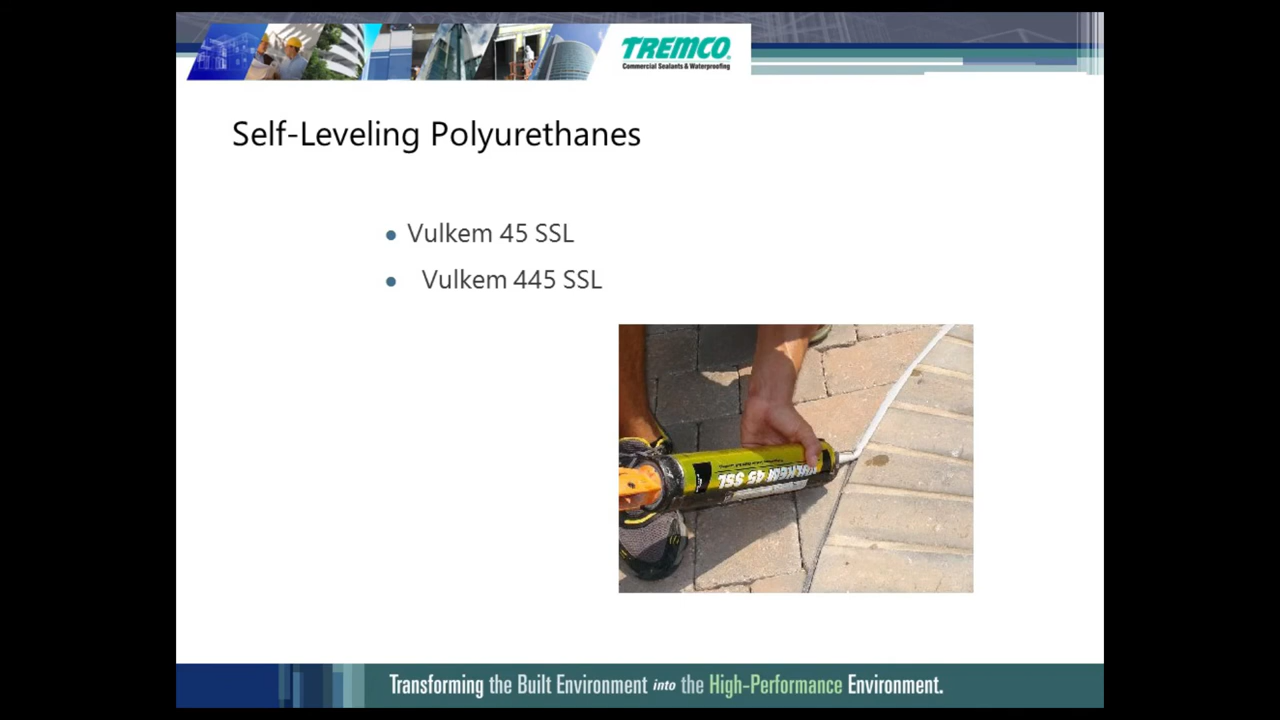 TREMCO®
Commercial Sealants & Waterproofing
Self-Leveling Polyurethanes
• Vulkem 45 SSL
• Vulkem 445 SSL
VULKEM 45 SSL
Transforming the Built Environment into the High-Performance Environment.